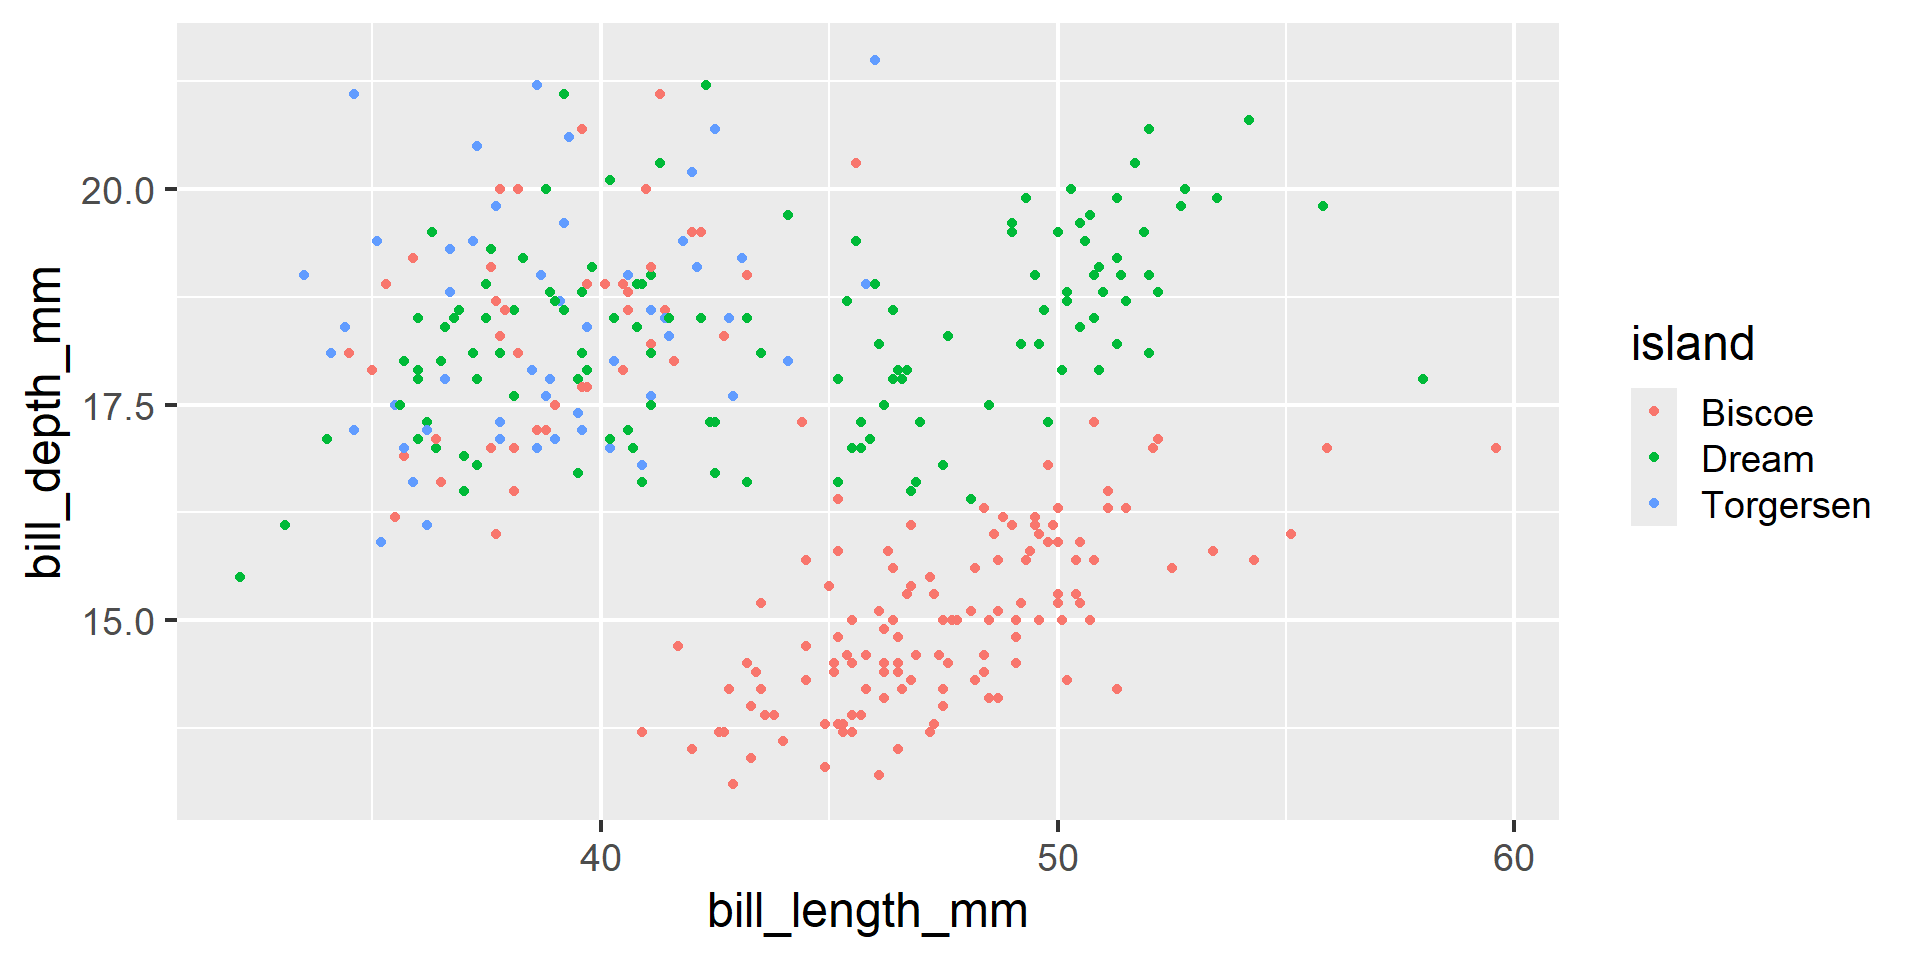 20.0
17.5
15.0
bill_depth_mm
40 50 60
bill_length_mm
island
Biscoe
Dream
Torgersen